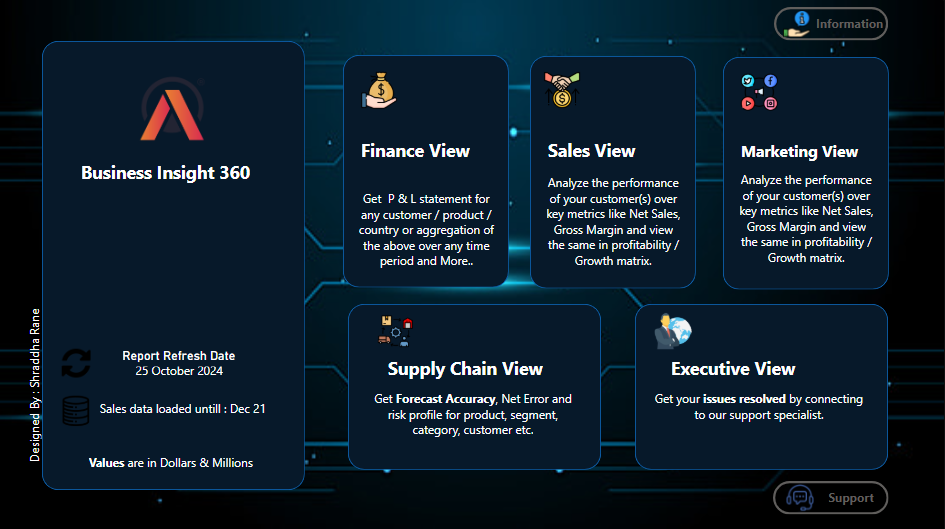 Information
Business Insight 360
Report Refresh Date
25 October 2024
Sales data loaded untill : Dec 21
Values are in Dollars & Millions
Designed By : Shraddha Rane
Finance View
Get P & L statement for
any customer / product /
country or aggregation of
the above over any time
period and More..
Sales View
Analyze the performance
of your customer(s) over
key metrics like Net Sales,
Gross Margin and view
the same in profitability /
Growth matrix.
Marketing View
Analyze the performance
of your customer(s) over
key metrics like Net Sales,
Gross Margin and view
the same in profitability /
Growth matrix.
Supply Chain View
Get Forecast Accuracy, Net Error and
risk profile for product, segment,
category, customer etc.
Executive View
Get your issues resolved by connecting
to our support specialist.
Support